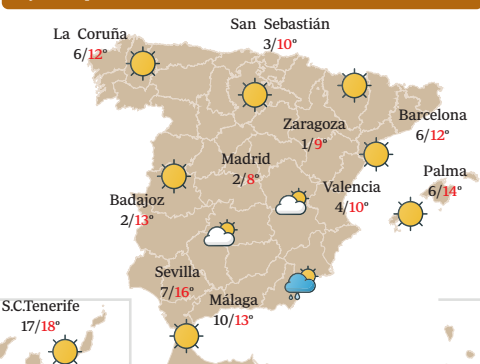 San Sebastián
3/10°
La Coruña
6/12°
Barcelona
6/12°
Zaragoza
1/9°
Madrid
2/8°
Palma
6/14°
Valencia
4/10°
Badajoz
2/13°
Sevilla
7/16°
Málaga
10/13°
S.C.Tenerife
17/18°